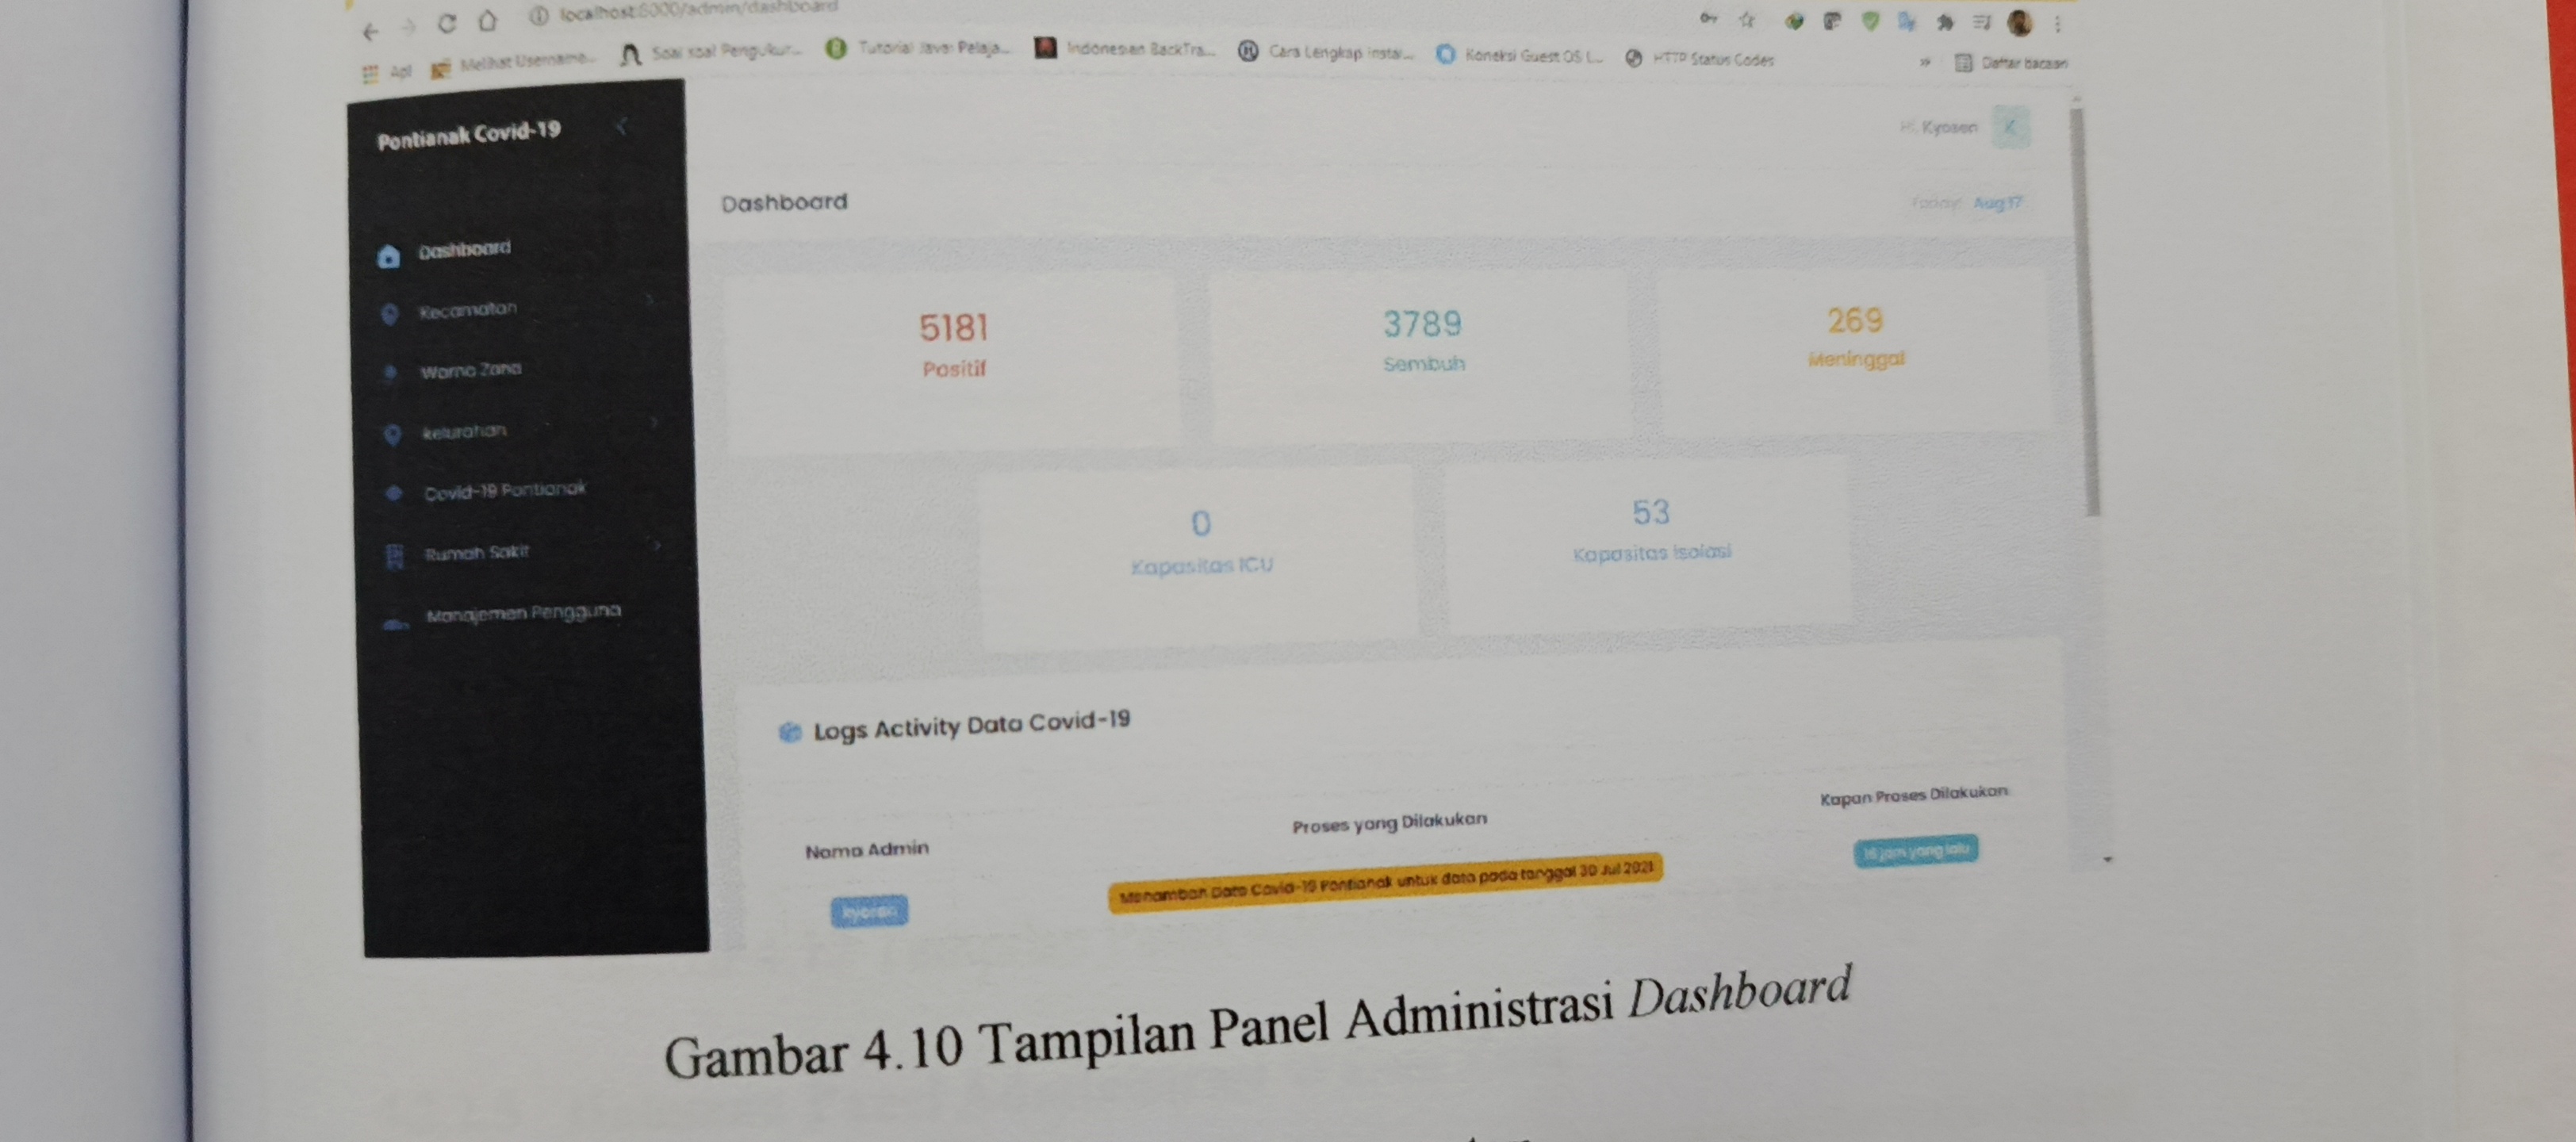 localhost:8000/admin/dashboard
Apl Melihat Username... Soal soal Pengukur... Tutorial Java: Pelaja... Indonesian BackTra... Cara Lengkap Instal... Koneksi Guest OS L... HTTP Status Codes » Daftar bacaan
Pontianak Covid-19
Hi, Kyosen K
Dashboard
Today: Aug 17
Dashboard
Kecamatan
Warna Zona
kelurahan
Covid-19 Pontianak
Rumah Sakit
Manajemen Pengguna
5181
Positif
3789
Sembuh
269
Meninggal
0
Kapasitas ICU
53
Kapasitas Isolasi
Logs Activity Data Covid-19
Nama Admin Proses yang Dilakukan Kapan Proses Dilakukan
kyosen Menambah Data Covid-19 Pontianak untuk data pada tanggal 30 Jul 2021 jam yang lalu
Gambar 4.10 Tampilan Panel Administrasi Dashboard